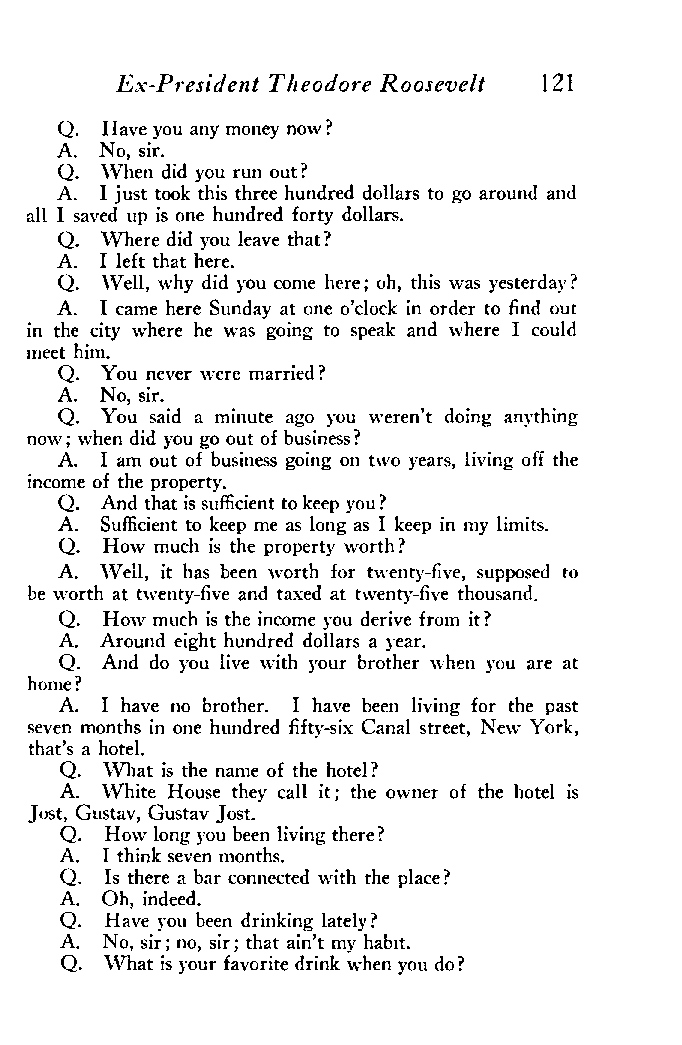 Ex-President Theodore Roosevelt 121
Q. Have you any money now?
A. No, sir.
Q. When did you run out?
A. I just took this three hundred dollars to go around and
all I saved up is one hundred forty dollars.
Q. Where did you leave that?
A. I left that here.
Q. Well, why did you come here; oh, this was yesterday?
A. I came here Sunday at one o'clock in order to find out
in the city where he was going to speak and where I could
meet him.
Q. You never were married?
A. No, sir.
Q. You said a minute ago you weren't doing anything
now; when did you go out of business?
A. I am out of business going on two years, living off the
income of the property.
Q. And that is sufficient to keep you?
A. Sufficient to keep me as long as I keep in my limits.
Q. How much is the property worth?
A. Well, it has been worth for twenty-five, supposed to
be worth at twenty-five and taxed at twenty-five thousand.
Q. How much is the income you derive from it?
A. Around eight hundred dollars a year.
Q. And do you live with your brother when you are at
home?
A. I have no brother. I have been living for the past
seven months in one hundred fifty-six Canal street, New York,
that's a hotel.
Q. What is the name of the hotel?
A. White House they call it; the owner of the hotel is
Jost, Gustav, Gustav Jost.
Q. How long you been living there?
A. I think seven months.
Q. Is there a bar connected with the place?
A. Oh, indeed.
Q. Have you been drinking lately?
A. No, sir; no, sir; that ain't my habit.
Q. What is your favorite drink when you do?